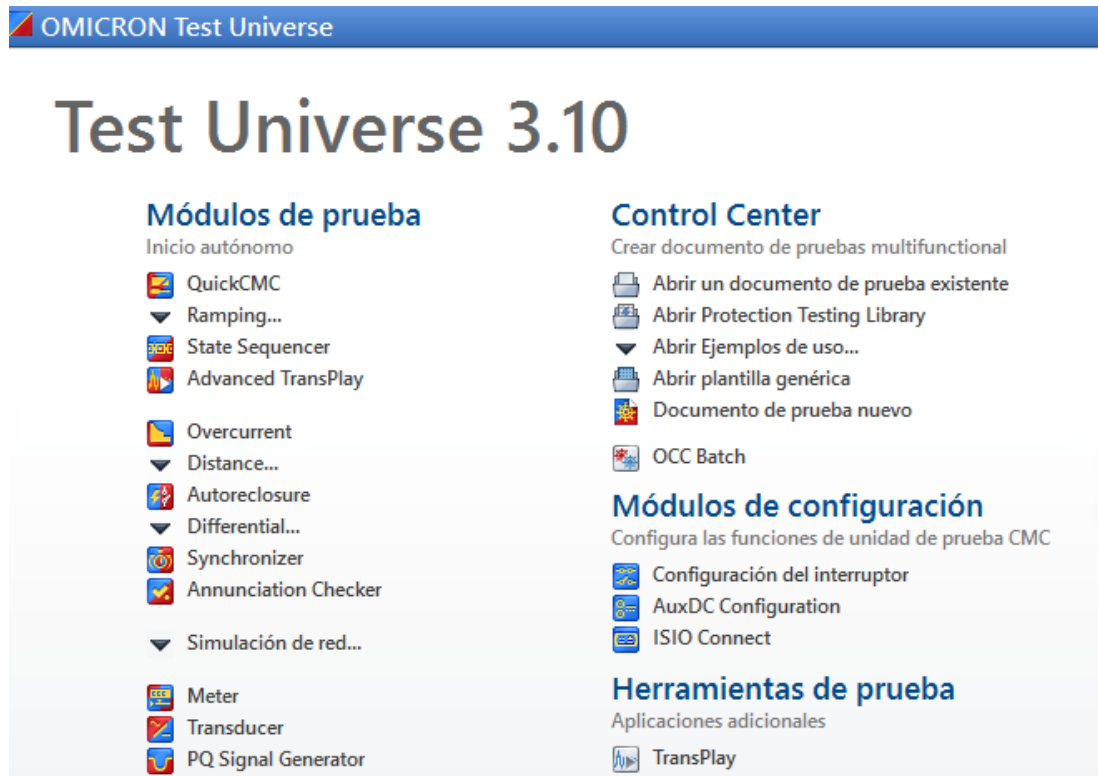 OMICRON Test Universe
Test Universe 3.10
Módulos de prueba
Inicio autónomo
QuickCMC
Ramping...
State Sequencer
Advanced TransPlay
Overcurrent
Distance...
Autoreclosure
Differential...
Synchronizer
Annunciation Checker
Simulación de red...
Meter
Transducer
PQ Signal Generator
Control Center
Crear documento de pruebas multifunctional
Abrir un documento de prueba existente
Abrir Protection Testing Library
Abrir Ejemplos de uso...
Abrir plantilla genérica
Documento de prueba nuevo
OCC Batch
Módulos de configuración
Configura las funciones de unidad de prueba CMC
Configuración del interruptor
AuxDC Configuration
ISIO Connect
Herramientas de prueba
Aplicaciones adicionales
TransPlay